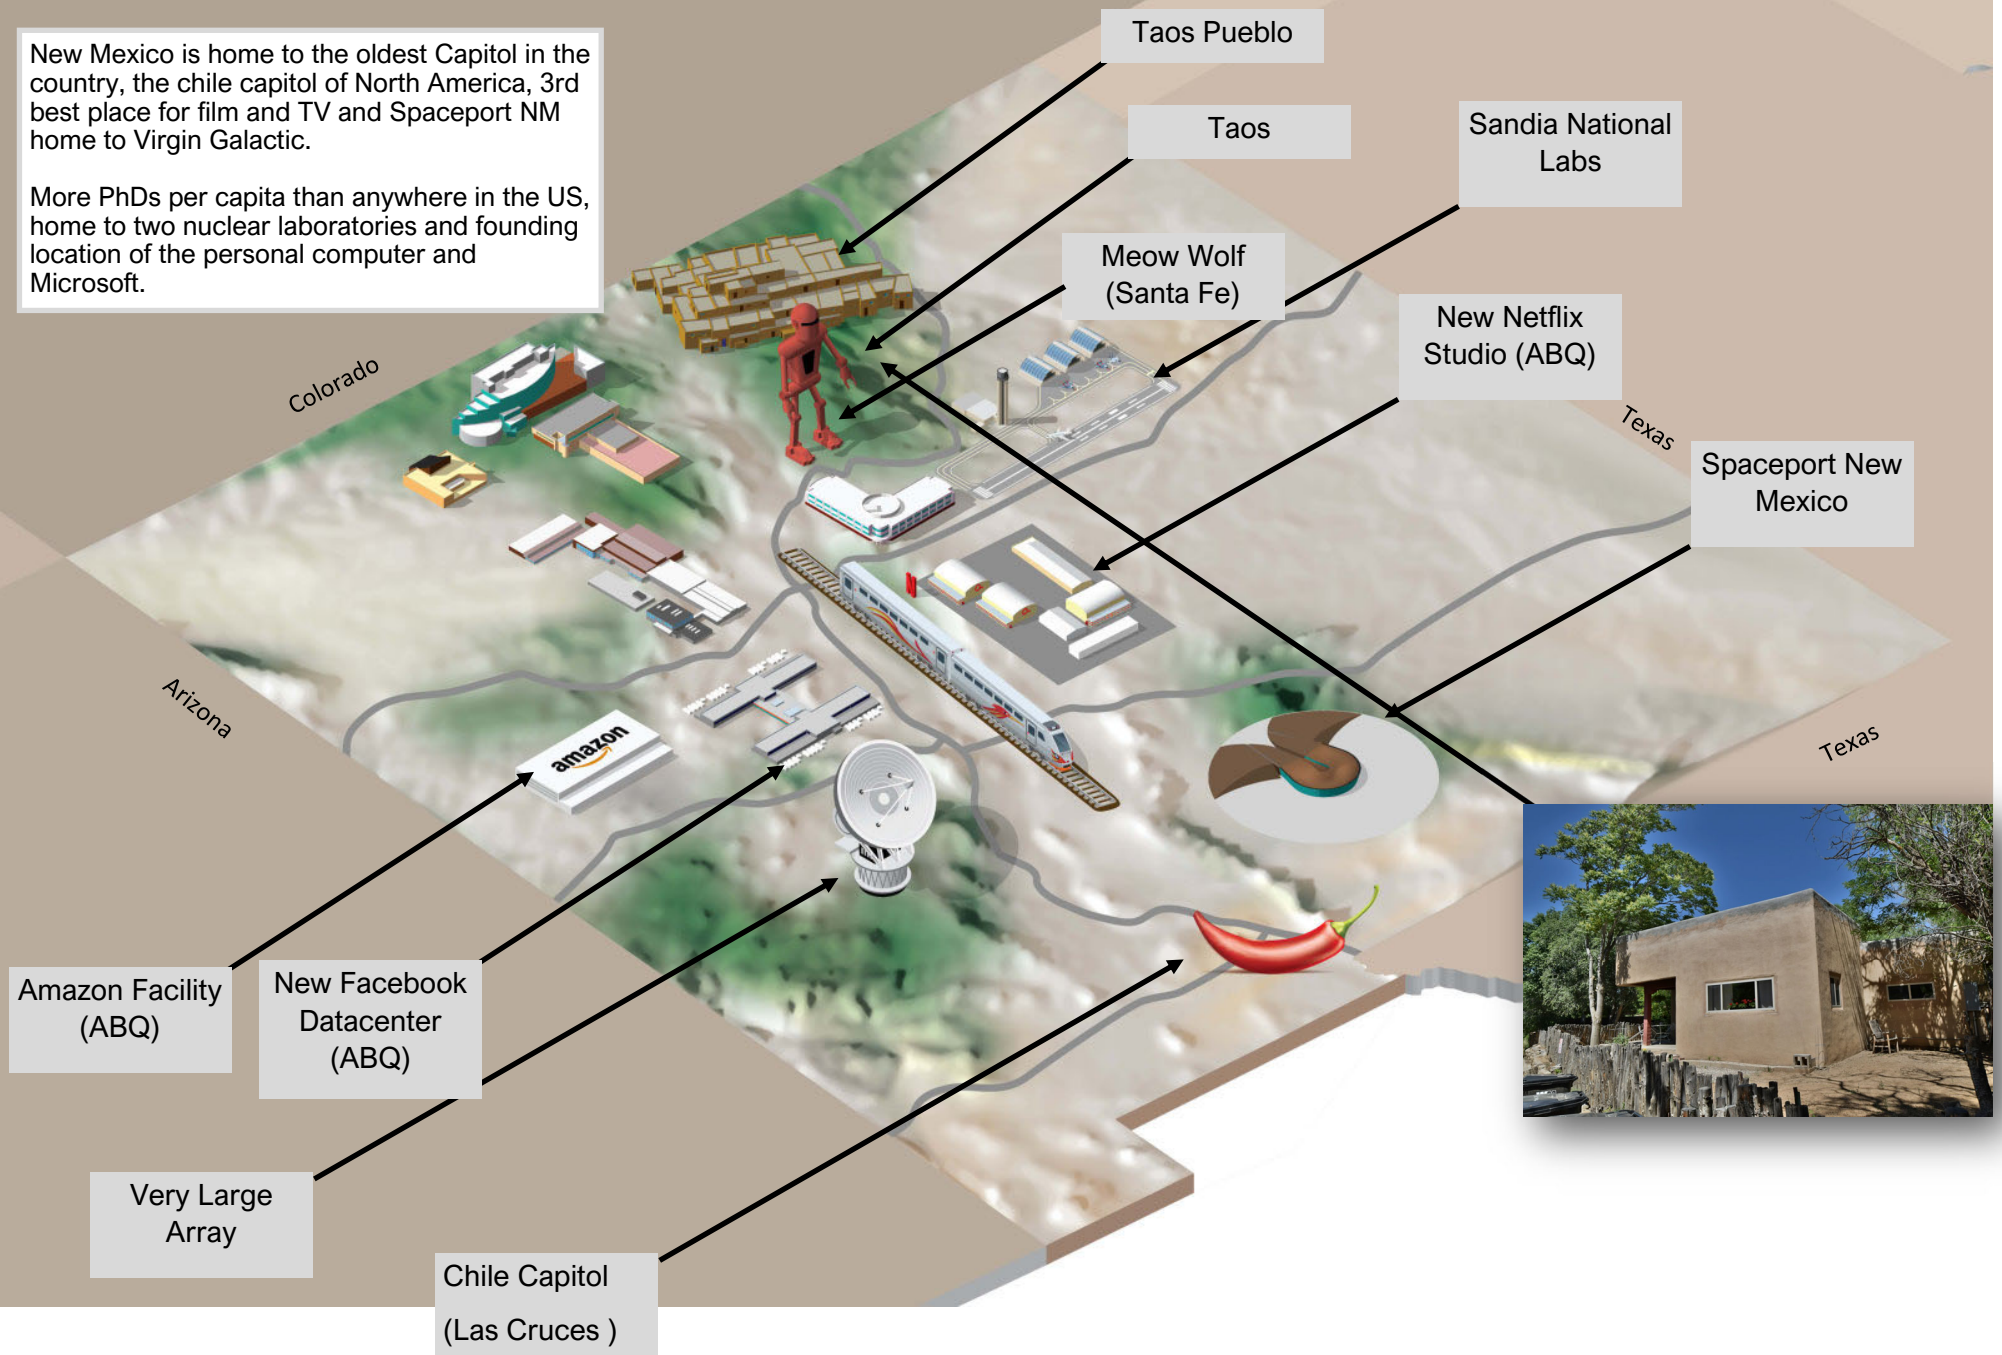 New Mexico is home to the oldest Capitol in the
country, the chile capitol of North America, 3rd
best place for film and TV and Spaceport NM
home to Virgin Galactic.
More PhDs per capita than anywhere in the US,
home to two nuclear laboratories and founding
location of the personal computer and
Microsoft.
Taos Pueblo
Taos
Sandia National
Labs
Meow Wolf
(Santa Fe)
New Netflix
Studio (ABQ)
Colorado
Texas
Spaceport New
Mexico
Arizona
Texas
amazon
N
Amazon Facility
(ABQ)
New Facebook
Datacenter
(ABQ)
Very Large
Array
Chile Capitol
(Las Cruces )